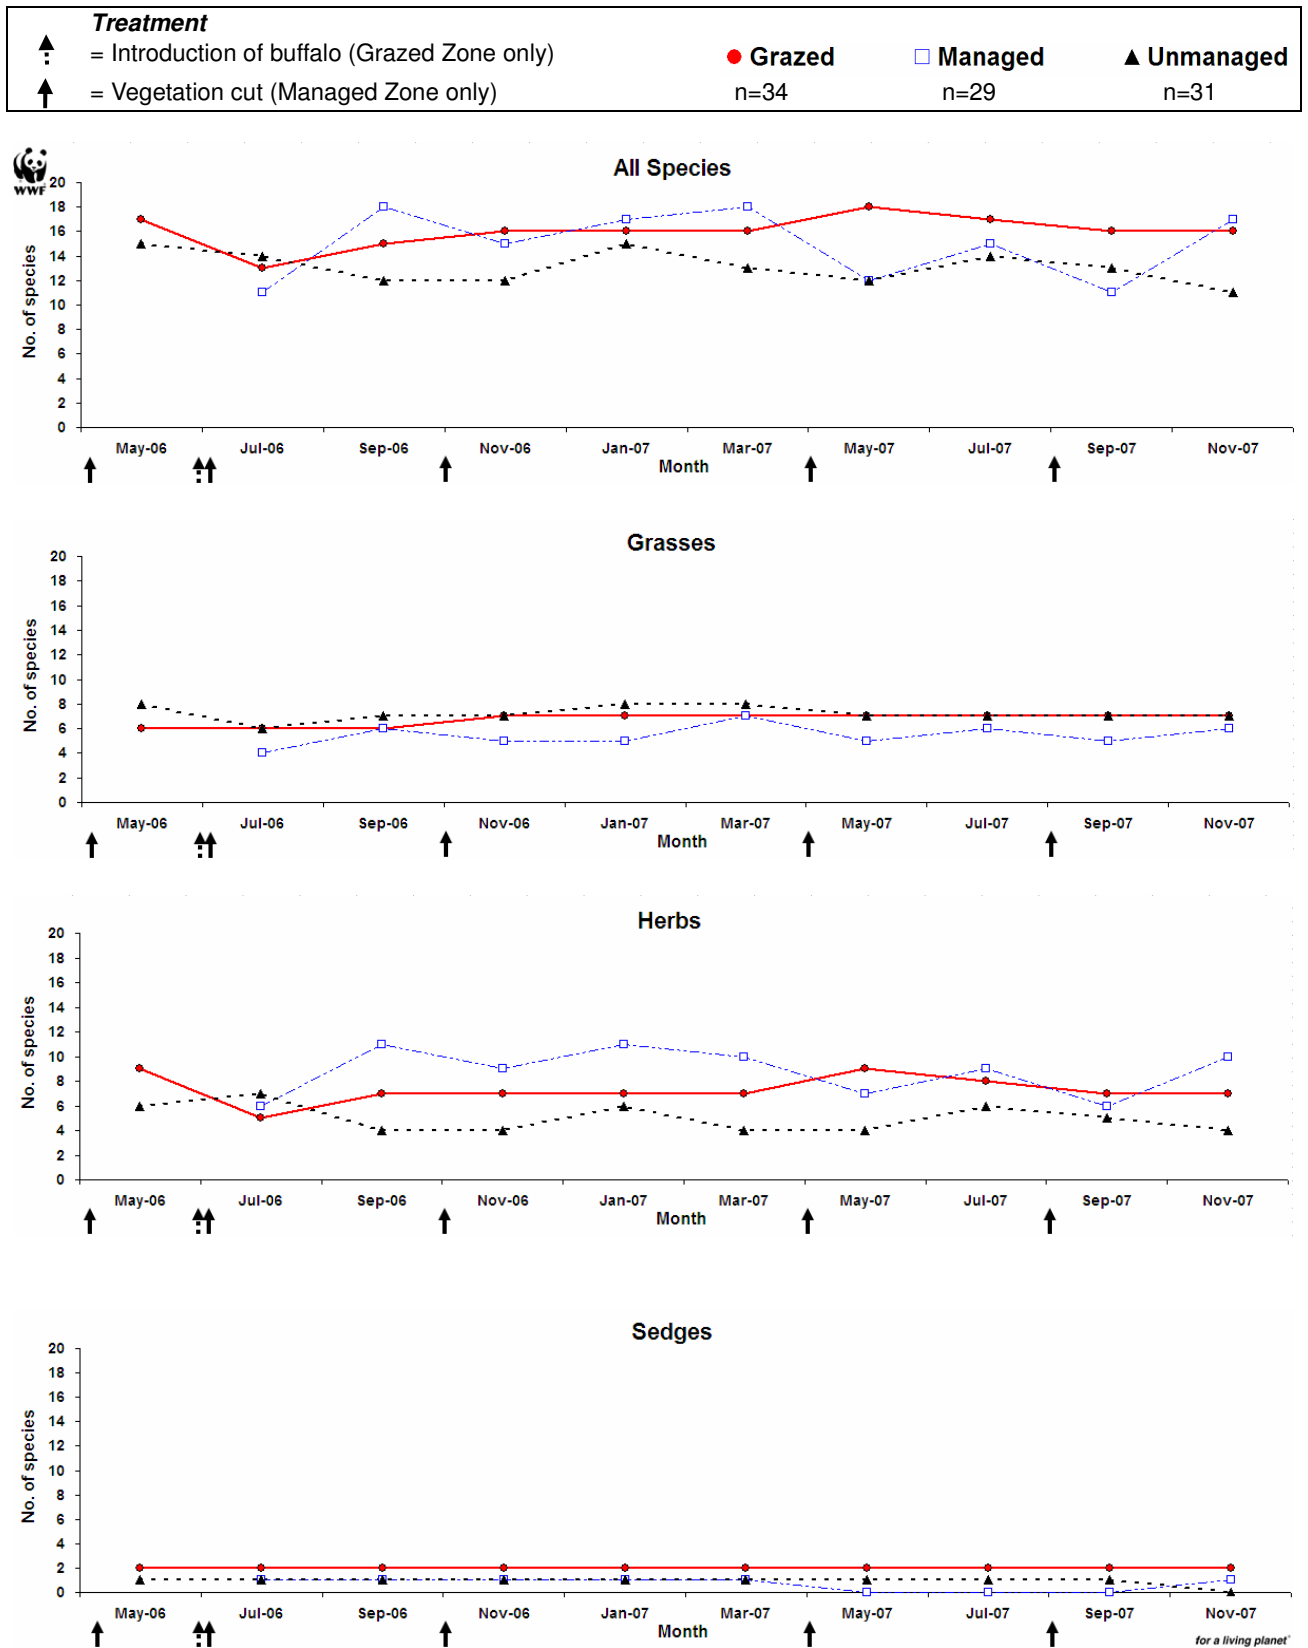 Treatment
= Introduction of buffalo (Grazed Zone only)
Grazed Managed Unmanaged
= Vegetation cut (Managed Zone only)
n=34 n=29 n=31
WWF
All Species
No. of species
20
18
16
14
12
10
8
6
4
2
0
May-06 Jul-06 Sep-06 Nov-06 Jan-07 Mar-07 May-07 Jul-07 Sep-07 Nov-07
Month
Grasses
No. of species
20
18
16
14
12
10
8
6
4
2
0
May-06 Jul-06 Sep-06 Nov-06 Jan-07 Mar-07 May-07 Jul-07 Sep-07 Nov-07
Month
Herbs
No. of species
20
18
16
14
12
10
8
6
4
2
0
May-06 Jul-06 Sep-06 Nov-06 Jan-07 Mar-07 May-07 Jul-07 Sep-07 Nov-07
Month
Sedges
No. of species
20
18
16
14
12
10
8
6
4
2
0
May-06 Jul-06 Sep-06 Nov-06 Jan-07 Mar-07 May-07 Jul-07 Sep-07 Nov-07
Month
for a living planet®